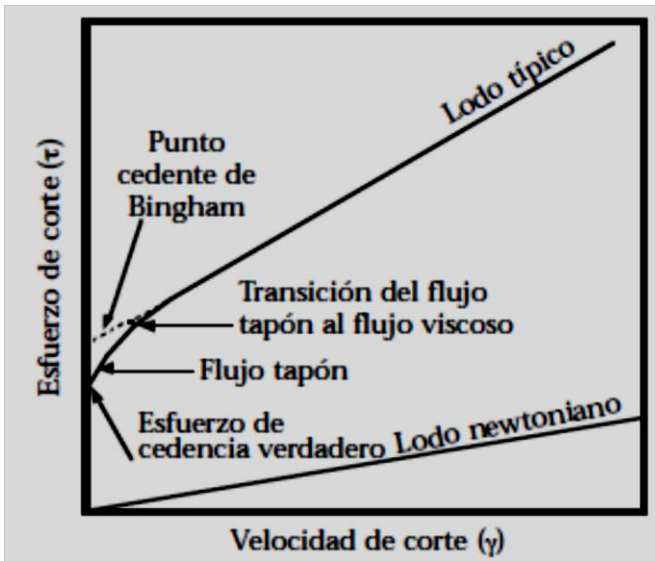 Lodo típico
Punto
cedente de
Bingham
Transición del flujo
tapón al flujo viscoso
Flujo tapón
Esfuerzo de
cedencia verdadero
Lodo newtoniano
Esfuerzo de corte (τ)
Velocidad de corte (γ)